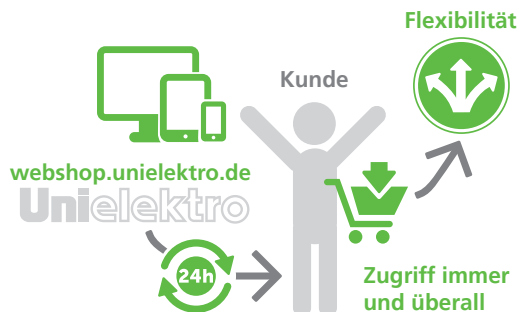 Flexibilität
Kunde
webshop.unielektro.de
Unielektro
24h
Zugriff immer
und überall